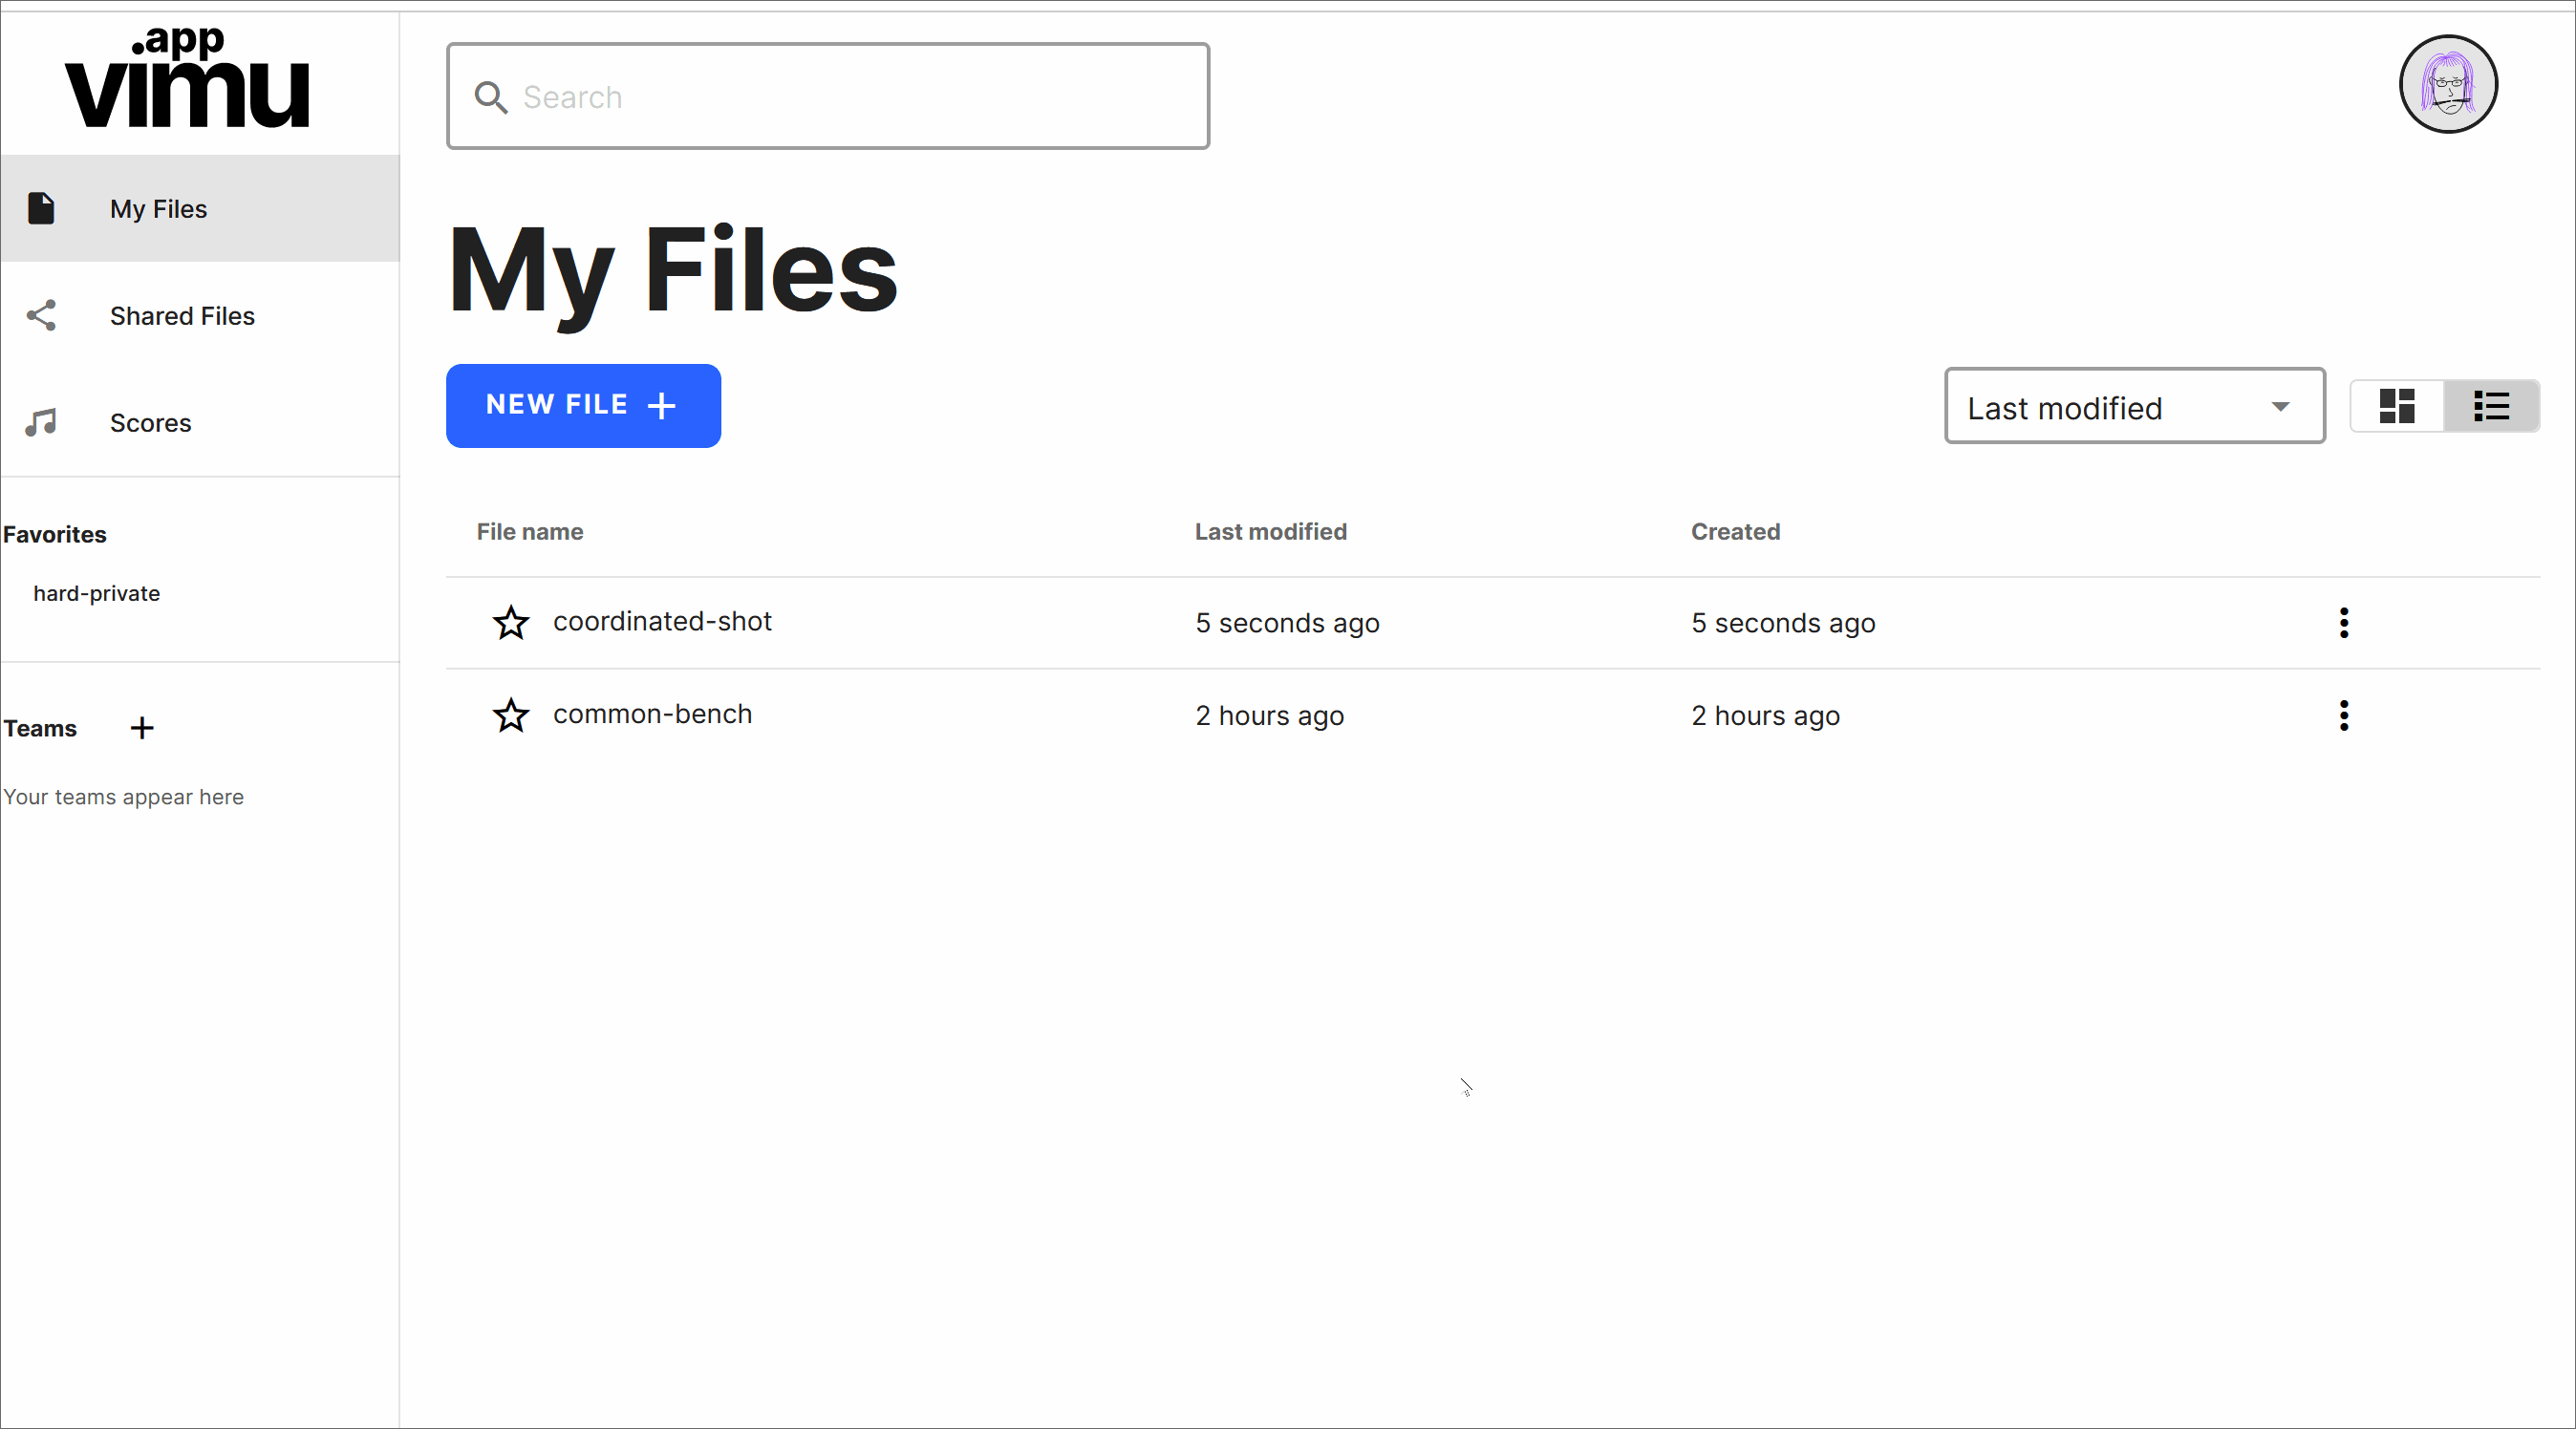 .app
vimu
My Files
Shared Files
Scores
Favorites
hard-private
Teams
Your teams appear here
Search
My Files
NEW FILE
Last modified
File name Last modified Created
coordinated-shot 5 seconds ago 5 seconds ago
common-bench 2 hours ago 2 hours ago